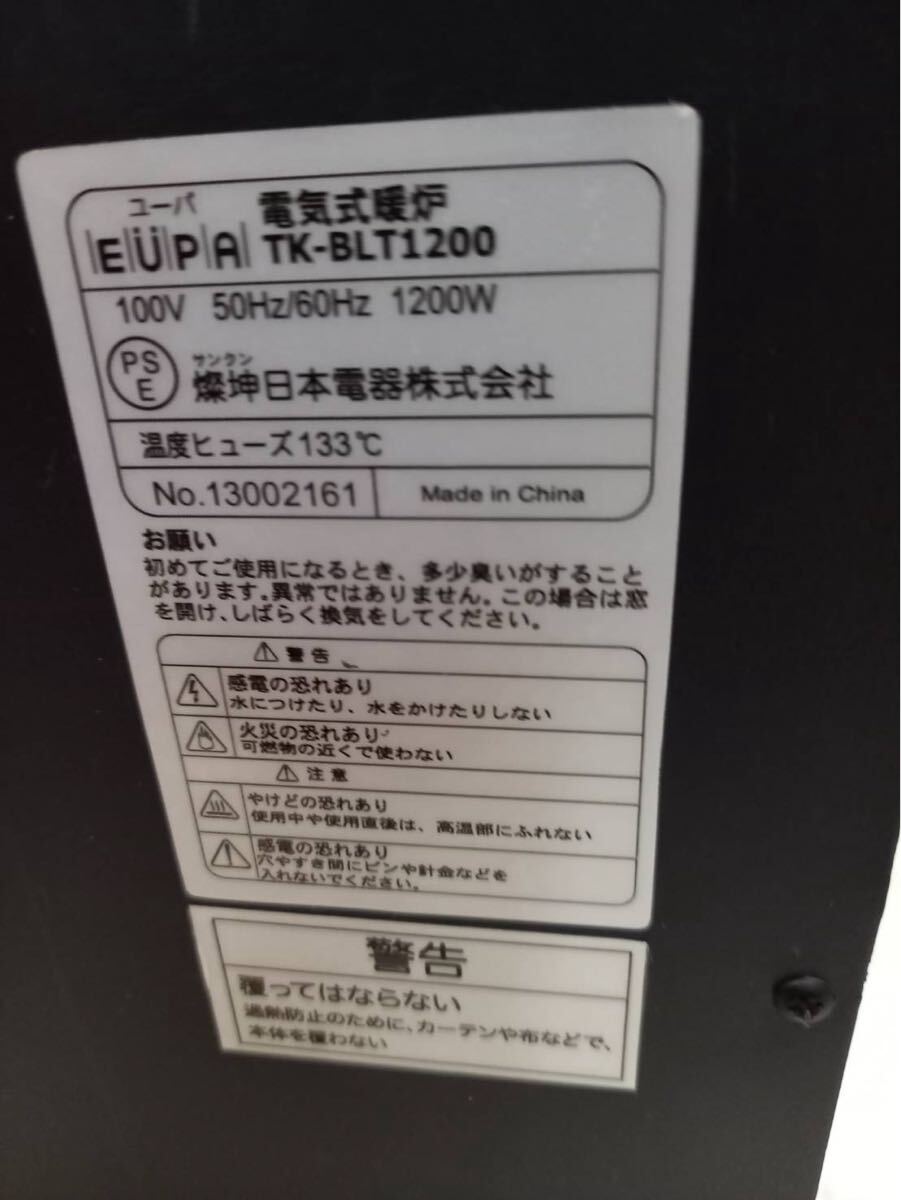 ユーパ
EUPA
電気式暖炉
TK-BLT1200
100V 50Hz/60Hz 1200W
PS
E
サンクン
燦坤日本電器株式会社
温度ヒューズ133℃
No.13002161
Made in China
お願い
初めてご使用になるとき、多少臭いがすること
があります。異常ではありません。この場合は窓
を開け、しばらく換気をしてください。
警告
感電の恐れあり
水につけたり、水をかけたりしない
火災の恐れあり
可燃物の近くで使わない
注意
やけどの恐れあり
使用中や使用直後は、高温部にふれない
感電の恐れあり
穴やすき間にピンや針金などを
入れないでください。
警告
覆ってはならない
過熱防止のために、カーテンや布などで、
本体を覆わない